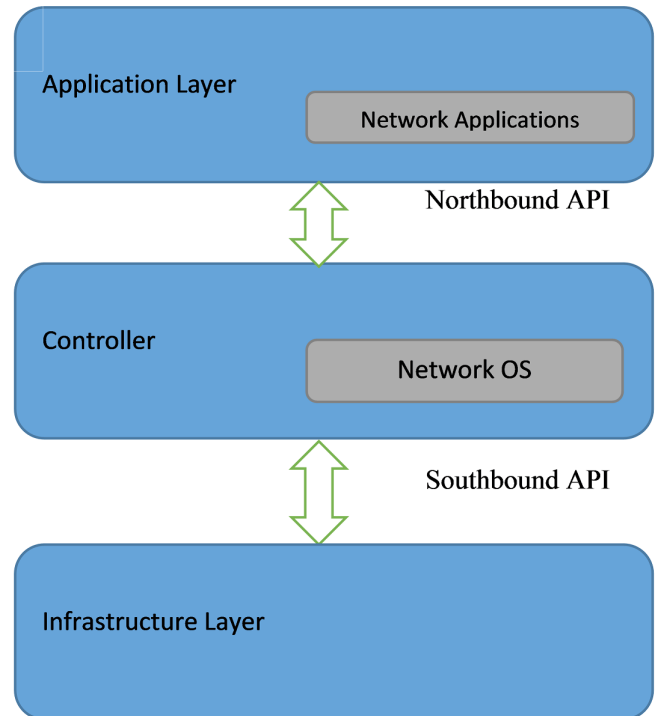 Application Layer
Network Applications
Northbound API
Controller
Network OS
Southbound API
Infrastructure Layer